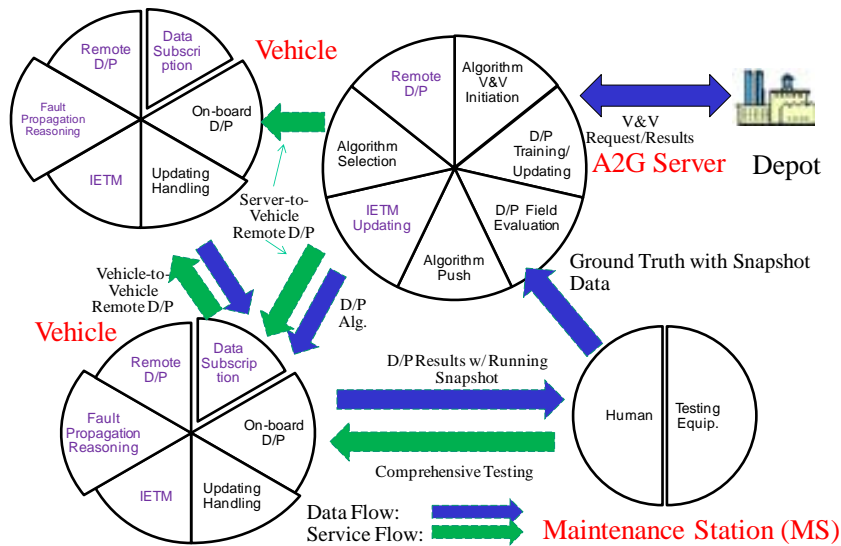 Vehicle
Remote
D/P
Data
Subscri
ption
Fault
Propagation
Reasoning
On-board
D/P
IETM
Updating
Handling
Remote
D/P
Algorithm
V&V
Initiation
Algorithm
Selection
D/P
Training/
Updating
IETM
Updating
D/P Field
Evaluation
Algorithm
Push
V&V
Request/Results
A2G Server
Depot
Server-to-
Vehicle
Remote D/P
Vehicle-to-
Vehicle
Remote D/P
D/P
Alg.
Ground Truth with Snapshot
Data
Vehicle
Remote
D/P
Data
Subscrip
tion
Fault
Propagation
Reasoning
On-board
D/P
IETM
Updating
Handling
D/P Results w/ Running
Snapshot
Comprehensive Testing
Human
Testing
Equip.
Data Flow:
Service Flow:
Maintenance Station (MS)